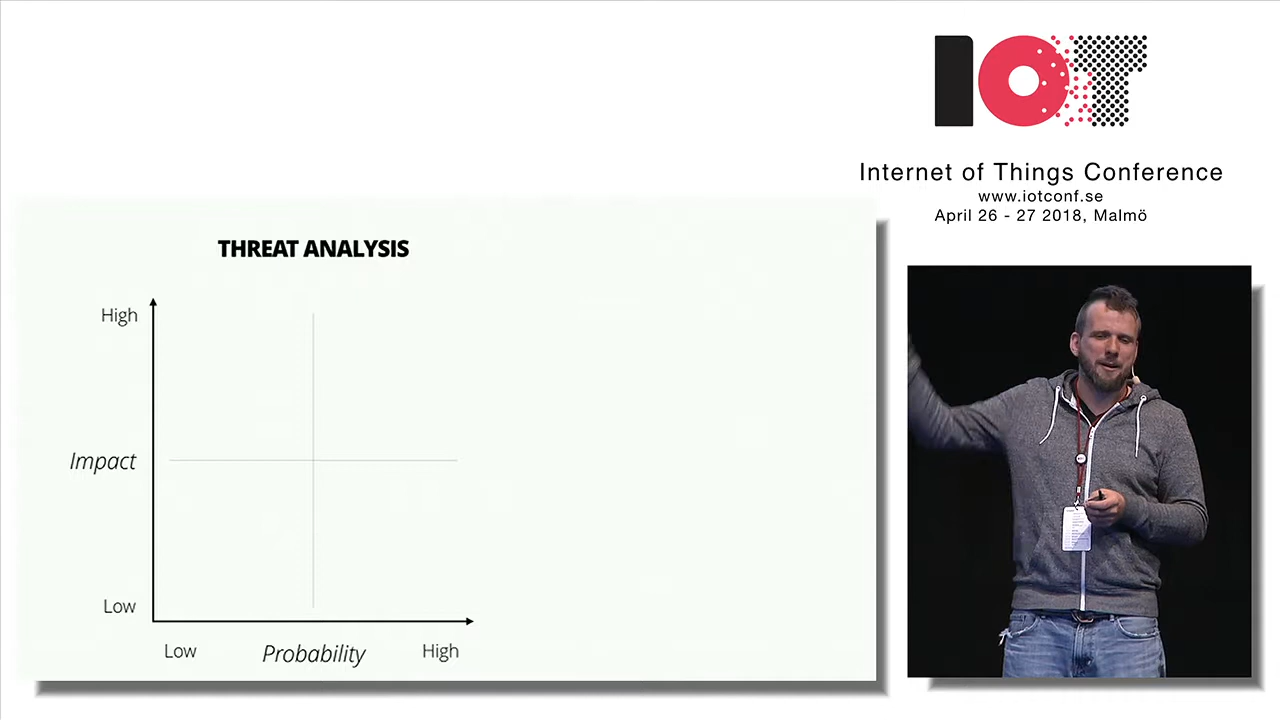 IOT
Internet of Things Conference
www.iotconf.se
April 26 - 27 2018, Malmö
THREAT ANALYSIS
High
Impact
Low
Low
Probability
High